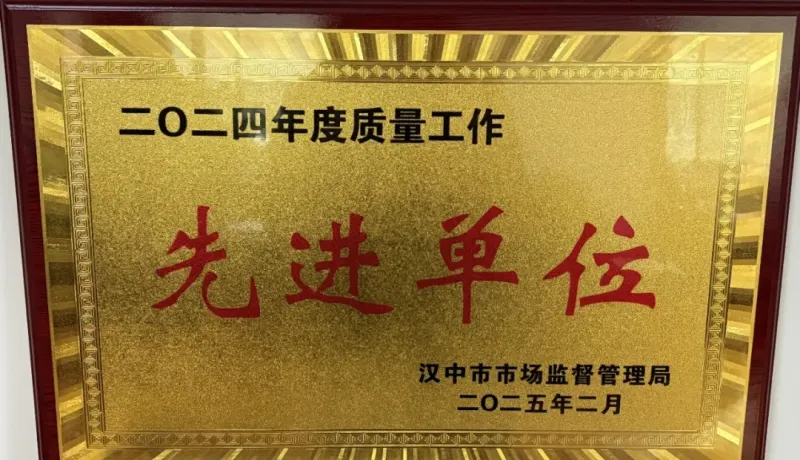 二〇二四年度质量工作
先进单位
汉中市市场监督管理局
二〇二五年二月